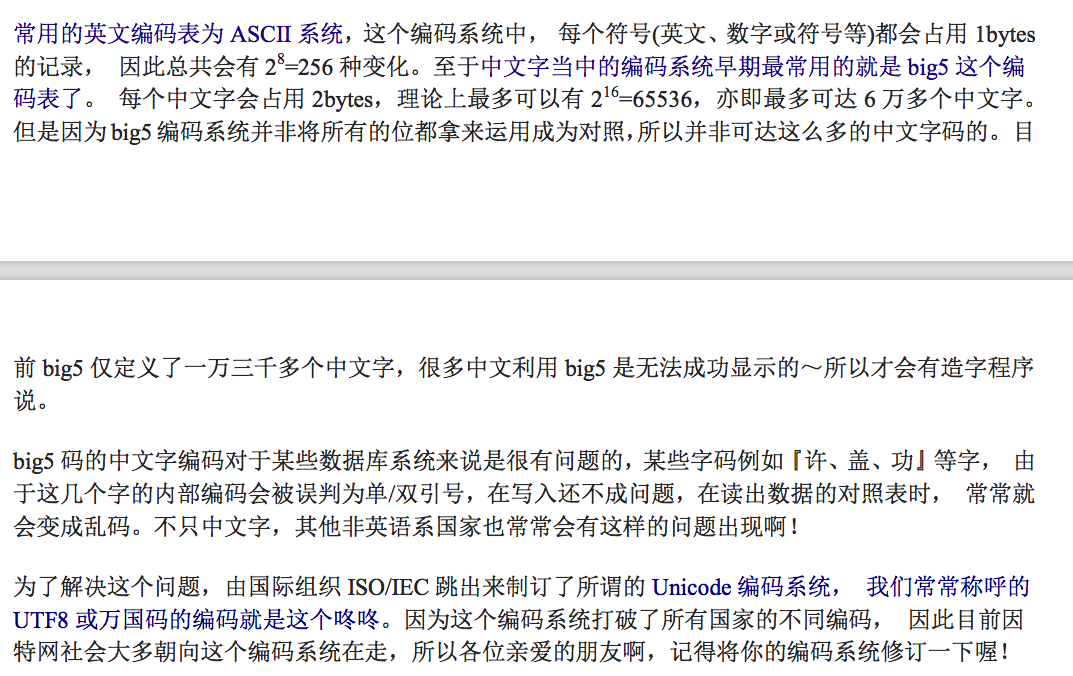 常用的英文编码表为 ASCII 系统，这个编码系统中， 每个符号(英文、数字或符号等)都会占用 1bytes
的记录， 因此总共会有 2⁸=256 种变化。至于中文字当中的编码系统早期最常用的就是 big5 这个编
码表了。 每个中文字会占用 2bytes，理论上最多可以有 2¹⁶=65536，亦即最多可达 6 万多个中文字。
但是因为 big5 编码系统并非将所有的位都拿来运用成为对照，所以并非可达这么多的中文字码的。目
前 big5 仅定义了一万三千多个中文字，很多中文利用 big5 是无法成功显示的～所以才会有造字程序
说。
big5 码的中文字编码对于某些数据库系统来说是很有问题的，某些字码例如『许、盖、功』等字， 由
于这几个字的内部编码会被误判为单/双引号，在写入还不成问题，在读出数据的对照表时， 常常就
会变成乱码。不只中文字，其他非英语系国家也常常会有这样的问题出现啊！
为了解决这个问题，由国际组织 ISO/IEC 跳出来制订了所谓的 Unicode 编码系统， 我们常常称呼的
UTF8 或万国码的编码就是这个咚咚。因为这个编码系统打破了所有国家的不同编码， 因此目前因
特网社会大多朝向这个编码系统在走，所以各位亲爱的朋友啊，记得将你的编码系统修订一下喔！